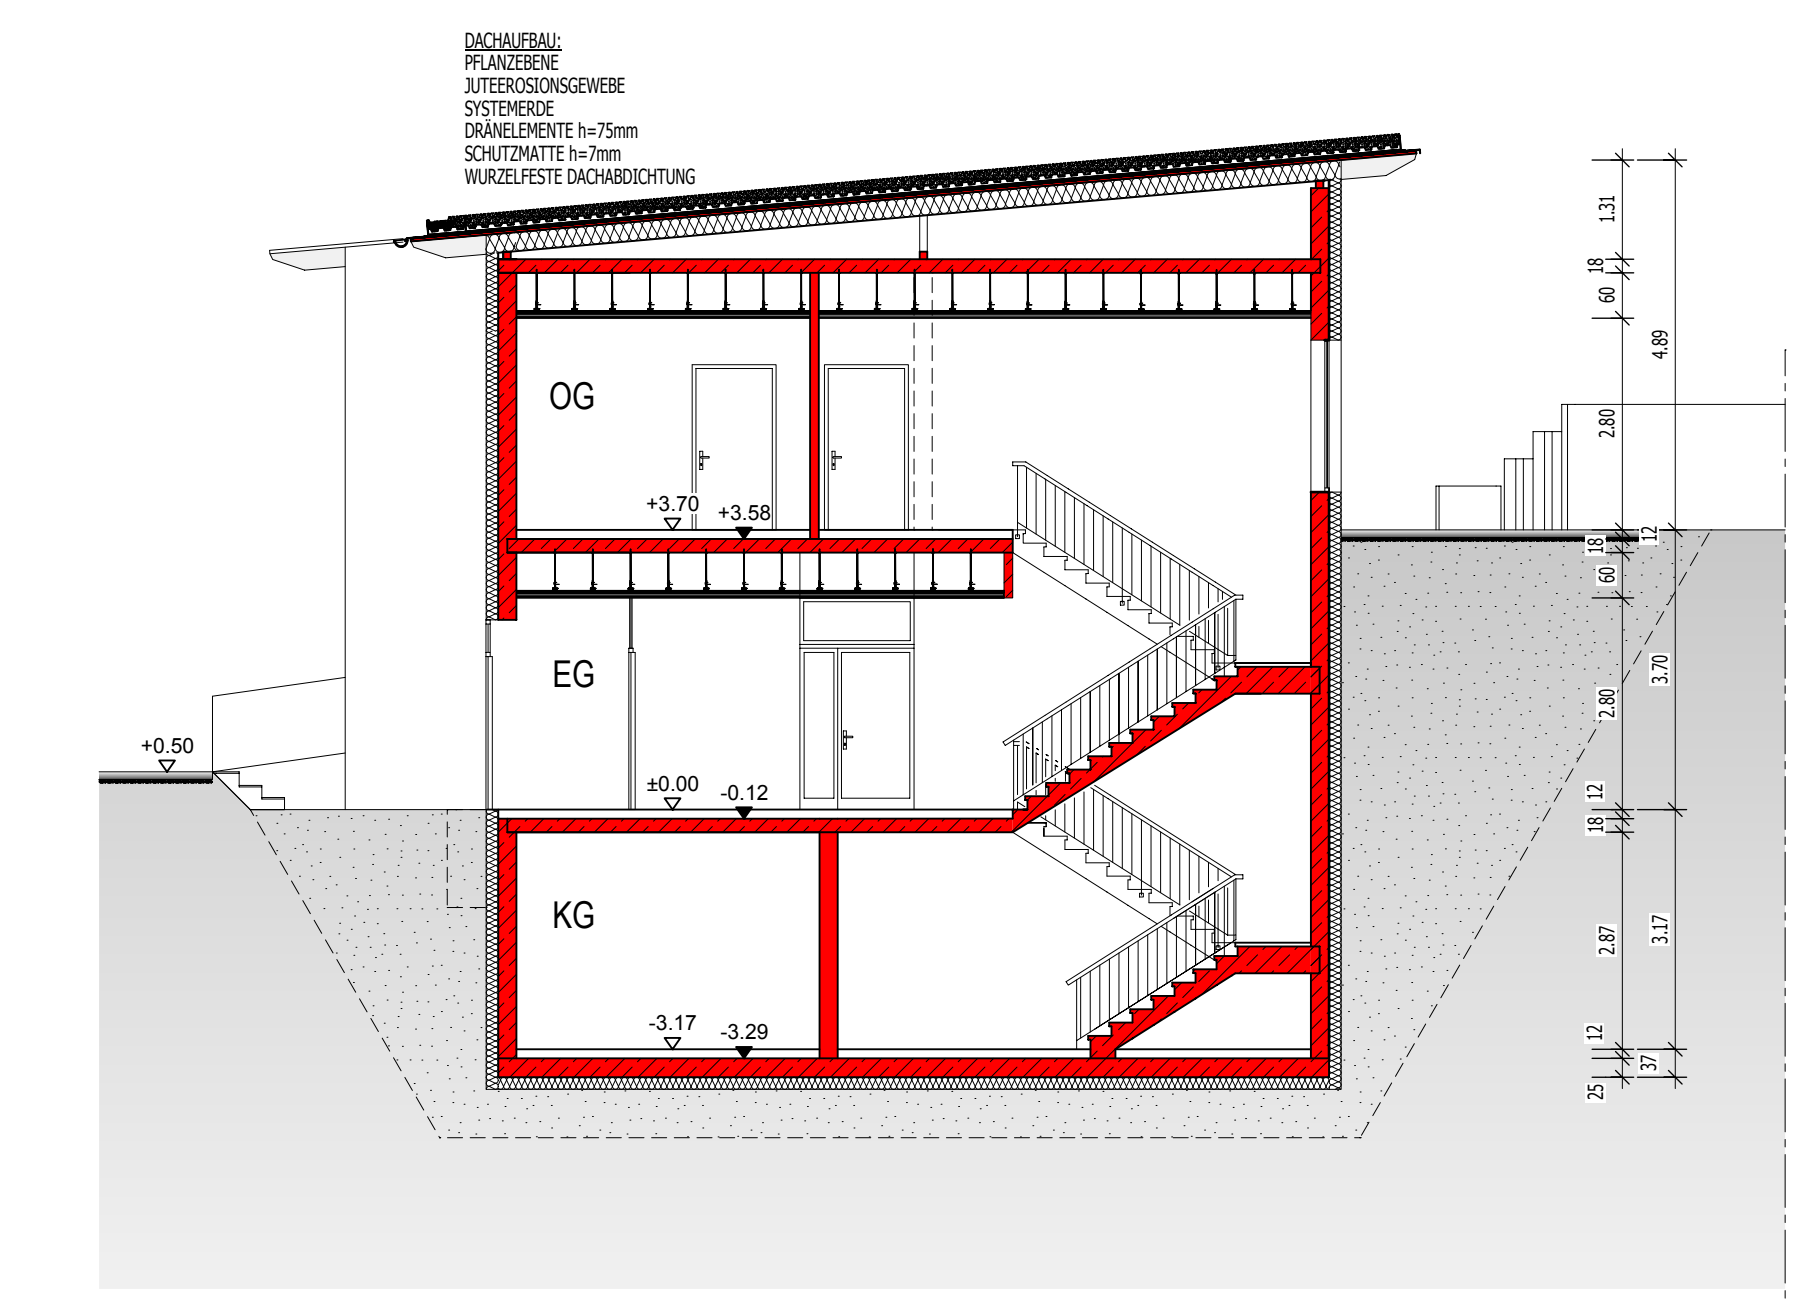 DACHAUFBAU:
PFLANZEBENE
JUTEEROSIONSGEWEBE
SYSTEMERDE
DRÄNELEMENTE h=75mm
SCHUTZMATTE h=7mm
WURZELFESTE DACHABDICHTUNG
1.31
18
60
4.89
OG
2.80
+3.70
+3.58
12
18
60
EG
3.70
2.80
+0.50
±0.00
-0.12
12
18
KG
2.87
3.17
-3.17
-3.29
12
37
25